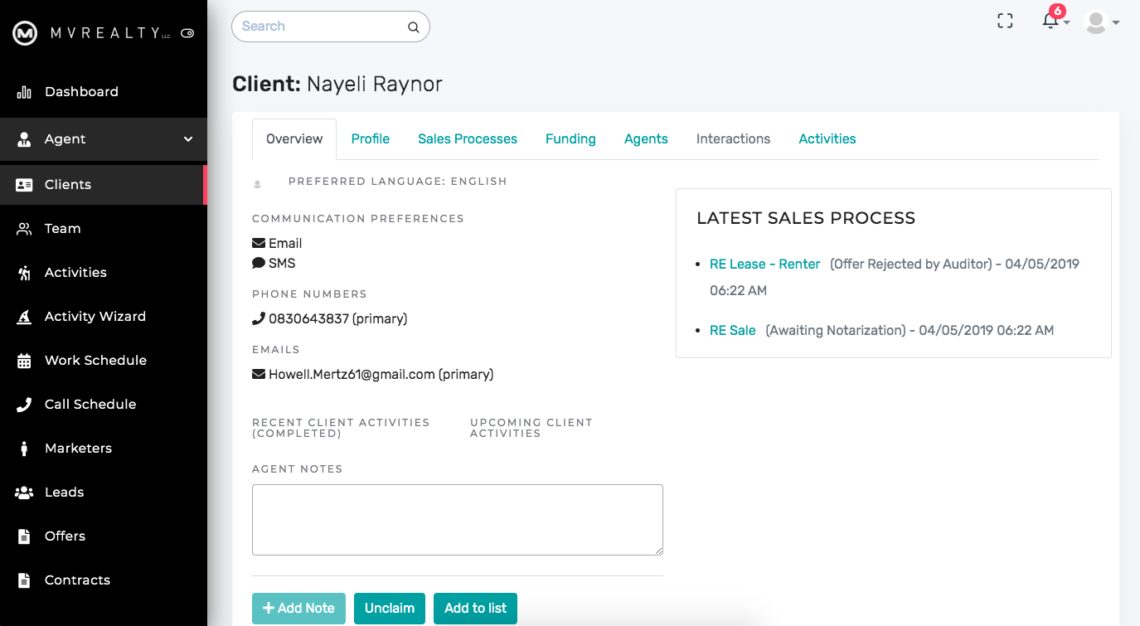 MVREALTY LLC
Search
6
Dashboard
Agent
Clients
Team
Activities
Activity Wizard
Work Schedule
Call Schedule
Marketers
Leads
Offers
Contracts
Client: Nayeli Raynor
Overview Profile Sales Processes Funding Agents Interactions Activities
PREFERRED LANGUAGE: ENGLISH
COMMUNICATION PREFERENCES
Email
SMS
PHONE NUMBERS
0830643837 (primary)
EMAILS
Howell.Mertz61@gmail.com (primary)
RECENT CLIENT ACTIVITIES
(COMPLETED)
UPCOMING CLIENT
ACTIVITIES
AGENT NOTES
+ Add Note Unclaim Add to list
LATEST SALES PROCESS
• RE Lease - Renter (Offer Rejected by Auditor) - 04/05/2019
06:22 AM
• RE Sale (Awaiting Notarization) - 04/05/2019 06:22 AM